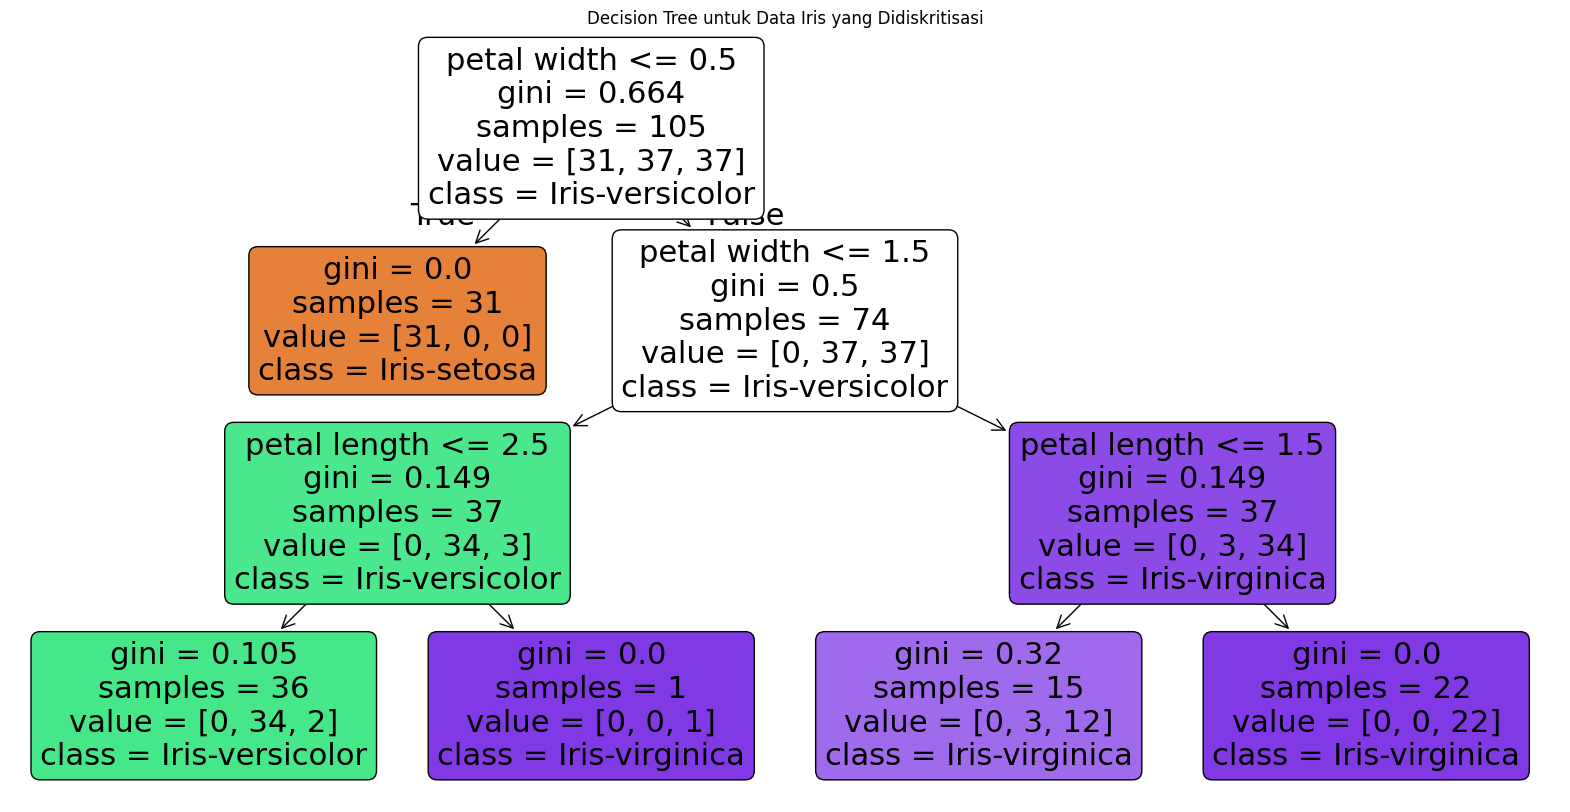 Decision Tree untuk Data Iris yang Didiskritisasi
petal width <= 0.5
gini = 0.664
samples = 105
value = [31, 37, 37]
class = Iris-versicolor
True
False
gini = 0.0
samples = 31
value = [31, 0, 0]
class = Iris-setosa
petal width <= 1.5
gini = 0.5
samples = 74
value = [0, 37, 37]
class = Iris-versicolor
petal length <= 2.5
gini = 0.149
samples = 37
value = [0, 34, 3]
class = Iris-versicolor
petal length <= 1.5
gini = 0.149
samples = 37
value = [0, 3, 34]
class = Iris-virginica
gini = 0.105
samples = 36
value = [0, 34, 2]
class = Iris-versicolor
gini = 0.0
samples = 1
value = [0, 0, 1]
class = Iris-virginica
gini = 0.32
samples = 15
value = [0, 3, 12]
class = Iris-virginica
gini = 0.0
samples = 22
value = [0, 0, 22]
class = Iris-virginica